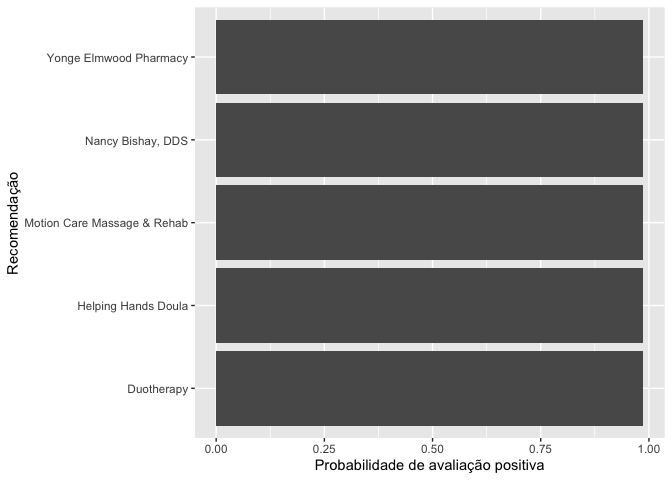 Recomendação
Yonge Elmwood Pharmacy
Nancy Bishay, DDS
Motion Care Massage & Rehab
Helping Hands Doula
Duotherapy
0.00 0.25 0.50 0.75 1.00
Probabilidade de avaliação positiva